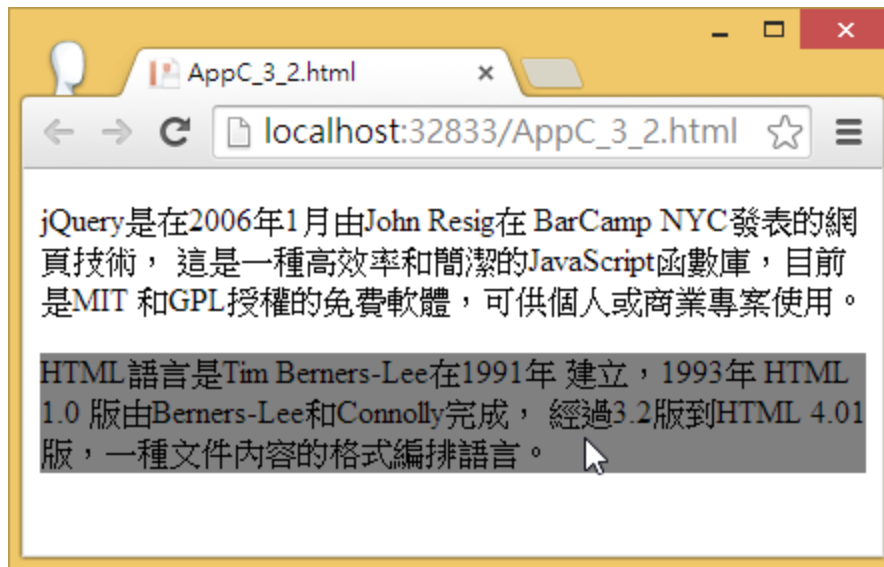 AppC_3_2.html
localhost:32833/AppC_3_2.html
jQuery是在2006年1月由John Resig在 BarCamp NYC發表的網
頁技術， 這是一種高效率和簡潔的JavaScript函數庫，目前
是MIT 和GPL授權的免費軟體，可供個人或商業專案使用。
HTML語言是Tim Berners-Lee在1991年 建立，1993年 HTML
1.0 版由Berners-Lee和Connolly完成， 經過3.2版到HTML 4.01
版，一種文件內容的格式編排語言。